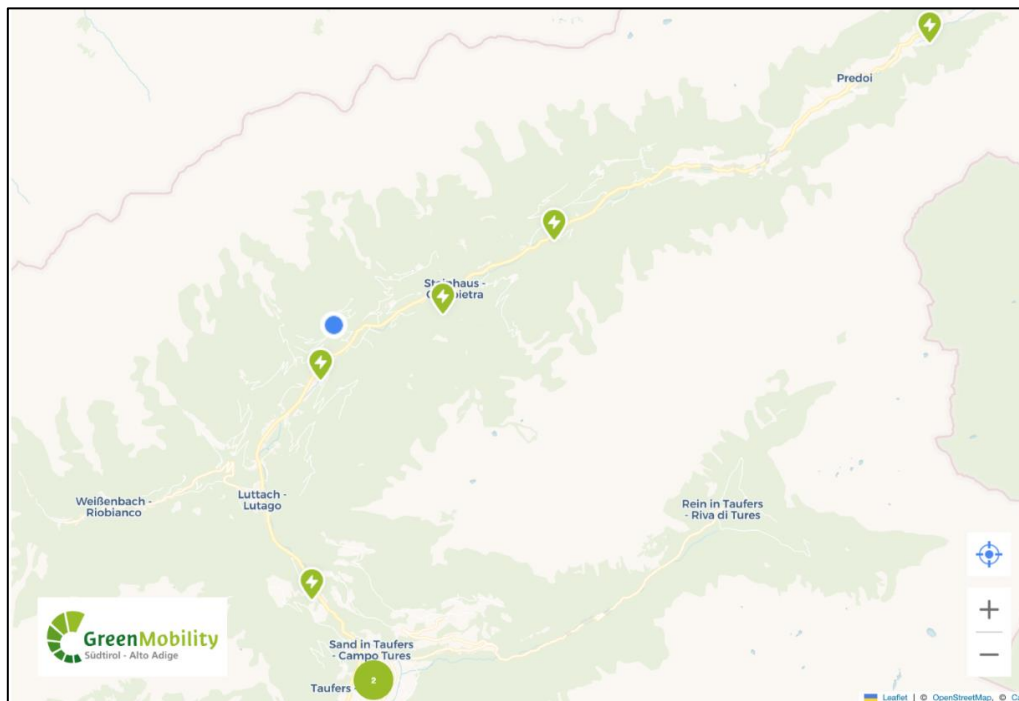 Predoi
Steinhaus -
pietra
Weißenbach -
Riobianco
Luttach -
Lutago
Rein in Taufers
- Riva di Tures
Sand in Taufers
- Campo Tures
Taufers -
2
GreenMobility
Südtirol - Alto Adige
+
−
Leaflet | © OpenStreetMap, ©